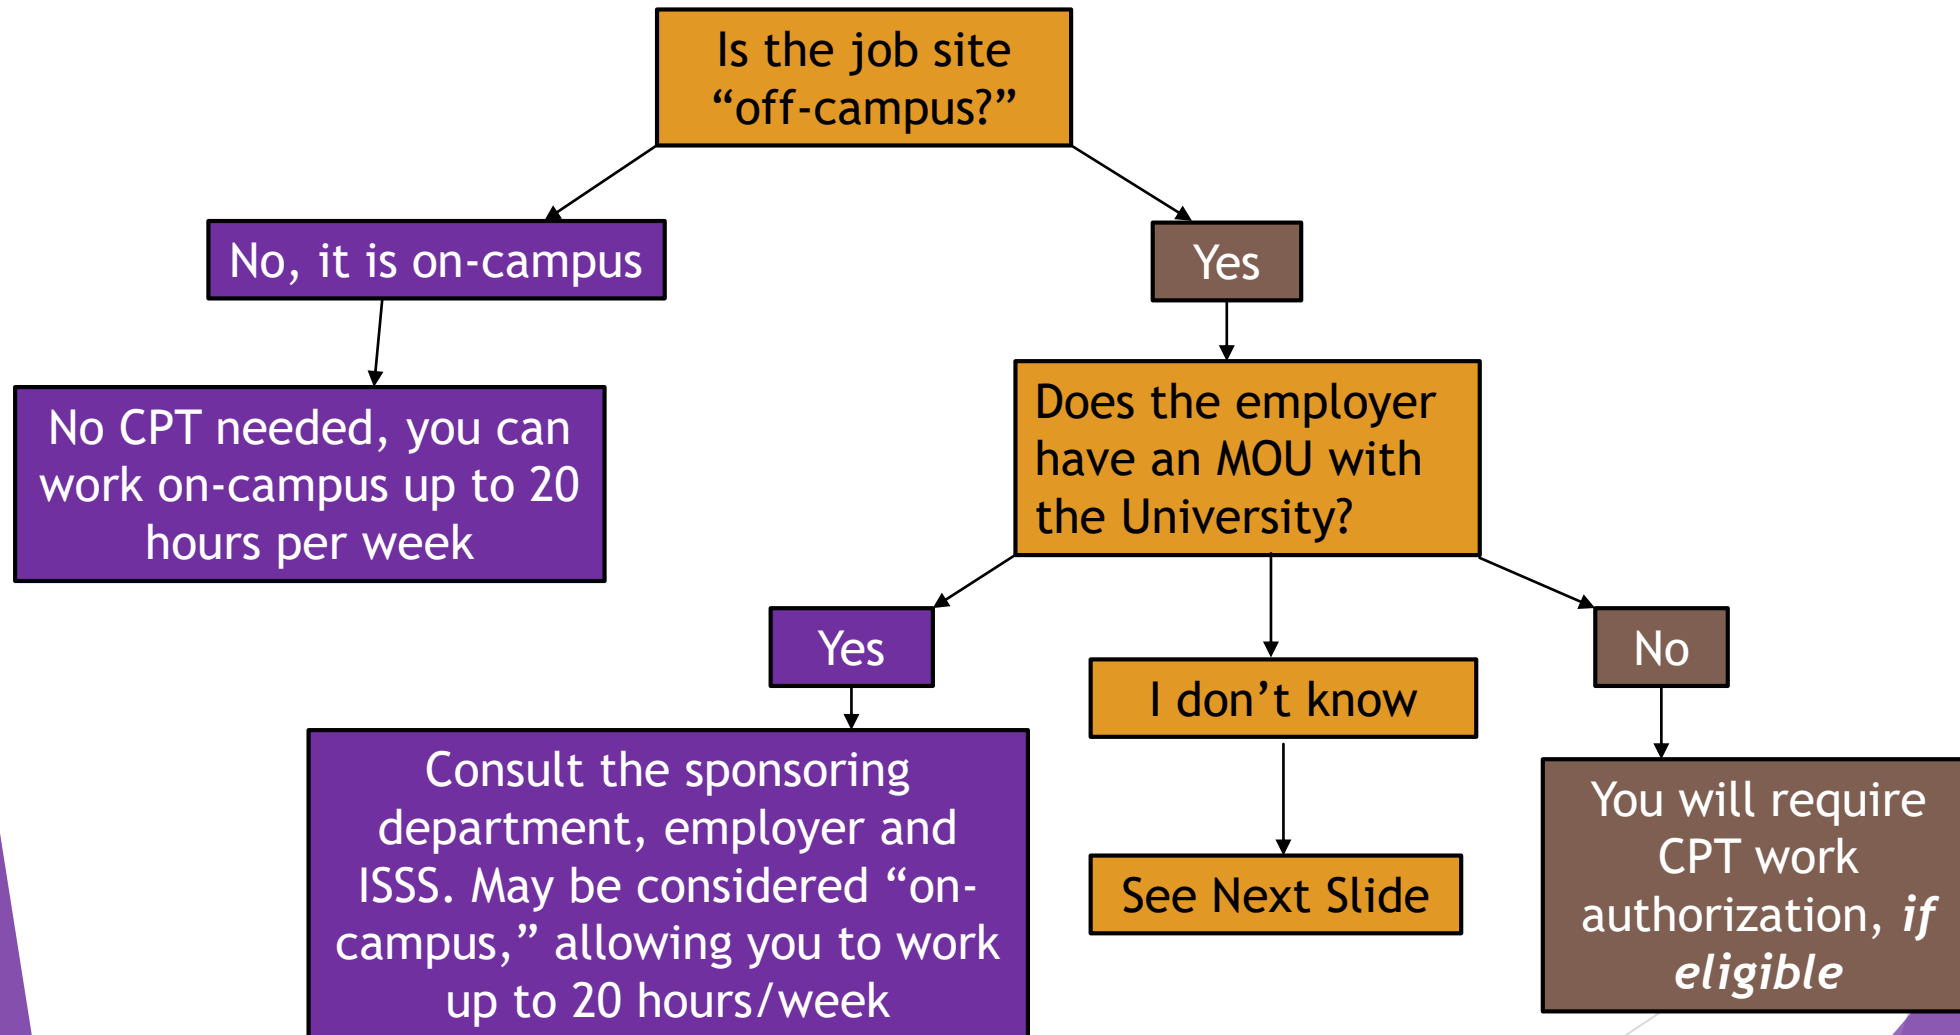 Is the job site
“off-campus?”
No, it is on-campus
Yes
No CPT needed, you can
work on-campus up to 20
hours per week
Does the employer
have an MOU with
the University?
Yes
I don’t know
No
Consult the sponsoring
department, employer and
ISSS. May be considered “on-
campus,” allowing you to work
up to 20 hours/week
See Next Slide
You will require
CPT work
authorization, if
eligible